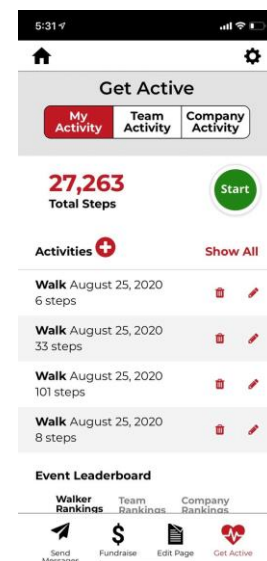 5:31
Get Active
My Activity
Team Activity
Company Activity
27,263
Total Steps
Start
Activities
Show All
Walk August 25, 2020
6 steps
Walk August 25, 2020
33 steps
Walk August 25, 2020
101 steps
Walk August 25, 2020
8 steps
Event Leaderboard
Walker Rankings
Team Rankings
Company Rankings
Send Messages
Fundraise
Edit Page
Get Active